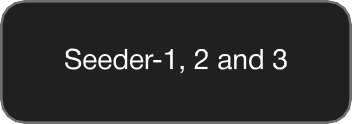 Seeder-1, 2 and 3